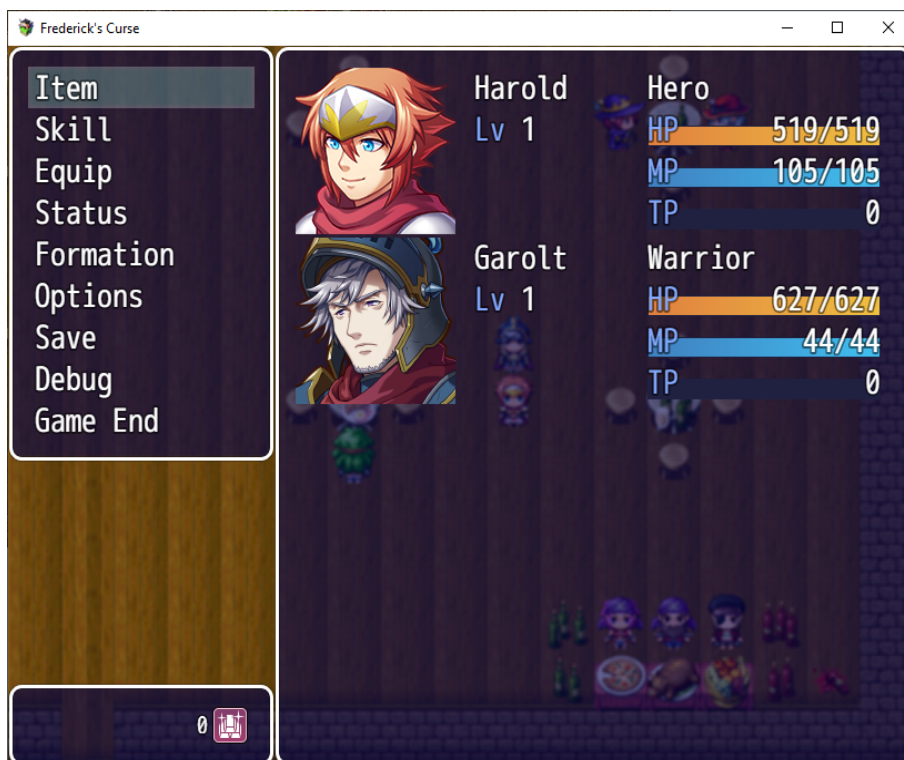 Frederick's Curse
Item
Skill
Equip
Status
Formation
Options
Save
Debug
Game End
Harold
Hero
Lv 1
HP 519/519
MP 105/105
TP 0
Garolt
Warrior
Lv 1
HP 627/627
MP 44/44
TP 0
0